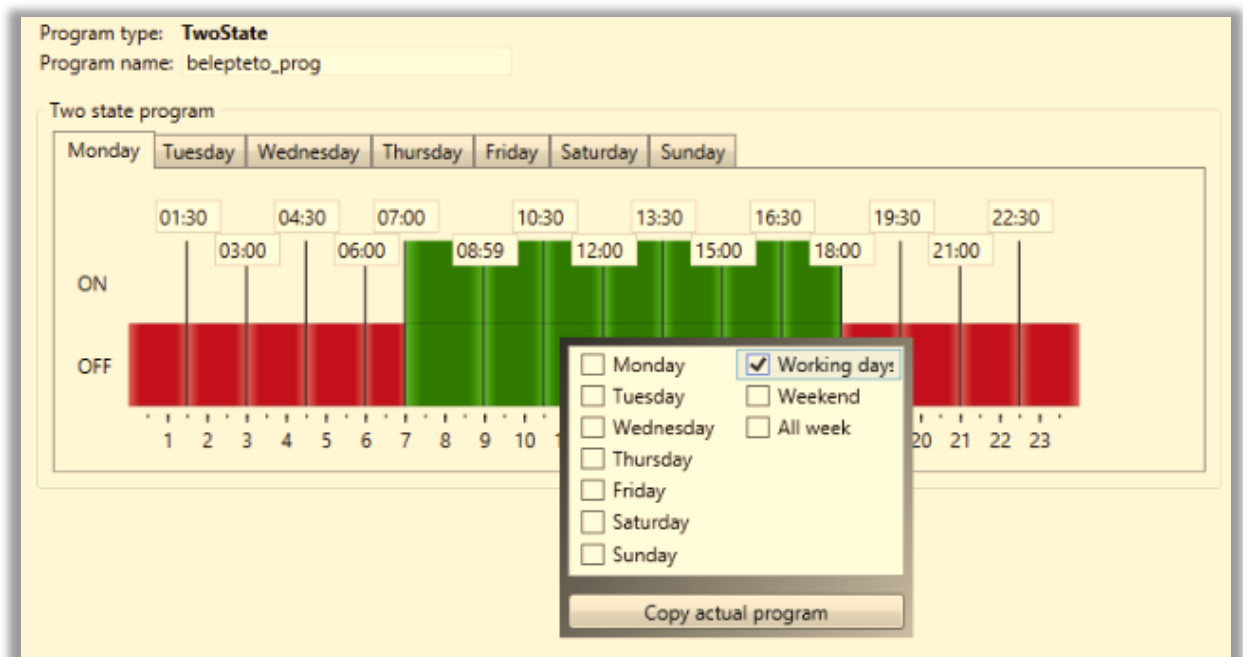 Program type: TwoState
Program name: belepteto_prog
Two state program
Monday Tuesday Wednesday Thursday Friday Saturday Sunday
01:30 04:30 07:00 10:30 13:30 16:30 19:30 22:30
03:00 06:00 08:59 12:00 15:00 18:00 21:00
ON
OFF
Monday Working days
Tuesday Weekend
Wednesday All week
Thursday
Friday
Saturday
Sunday
1 2 3 4 5 6 7 8 9 10 20 21 22 23
Copy actual program